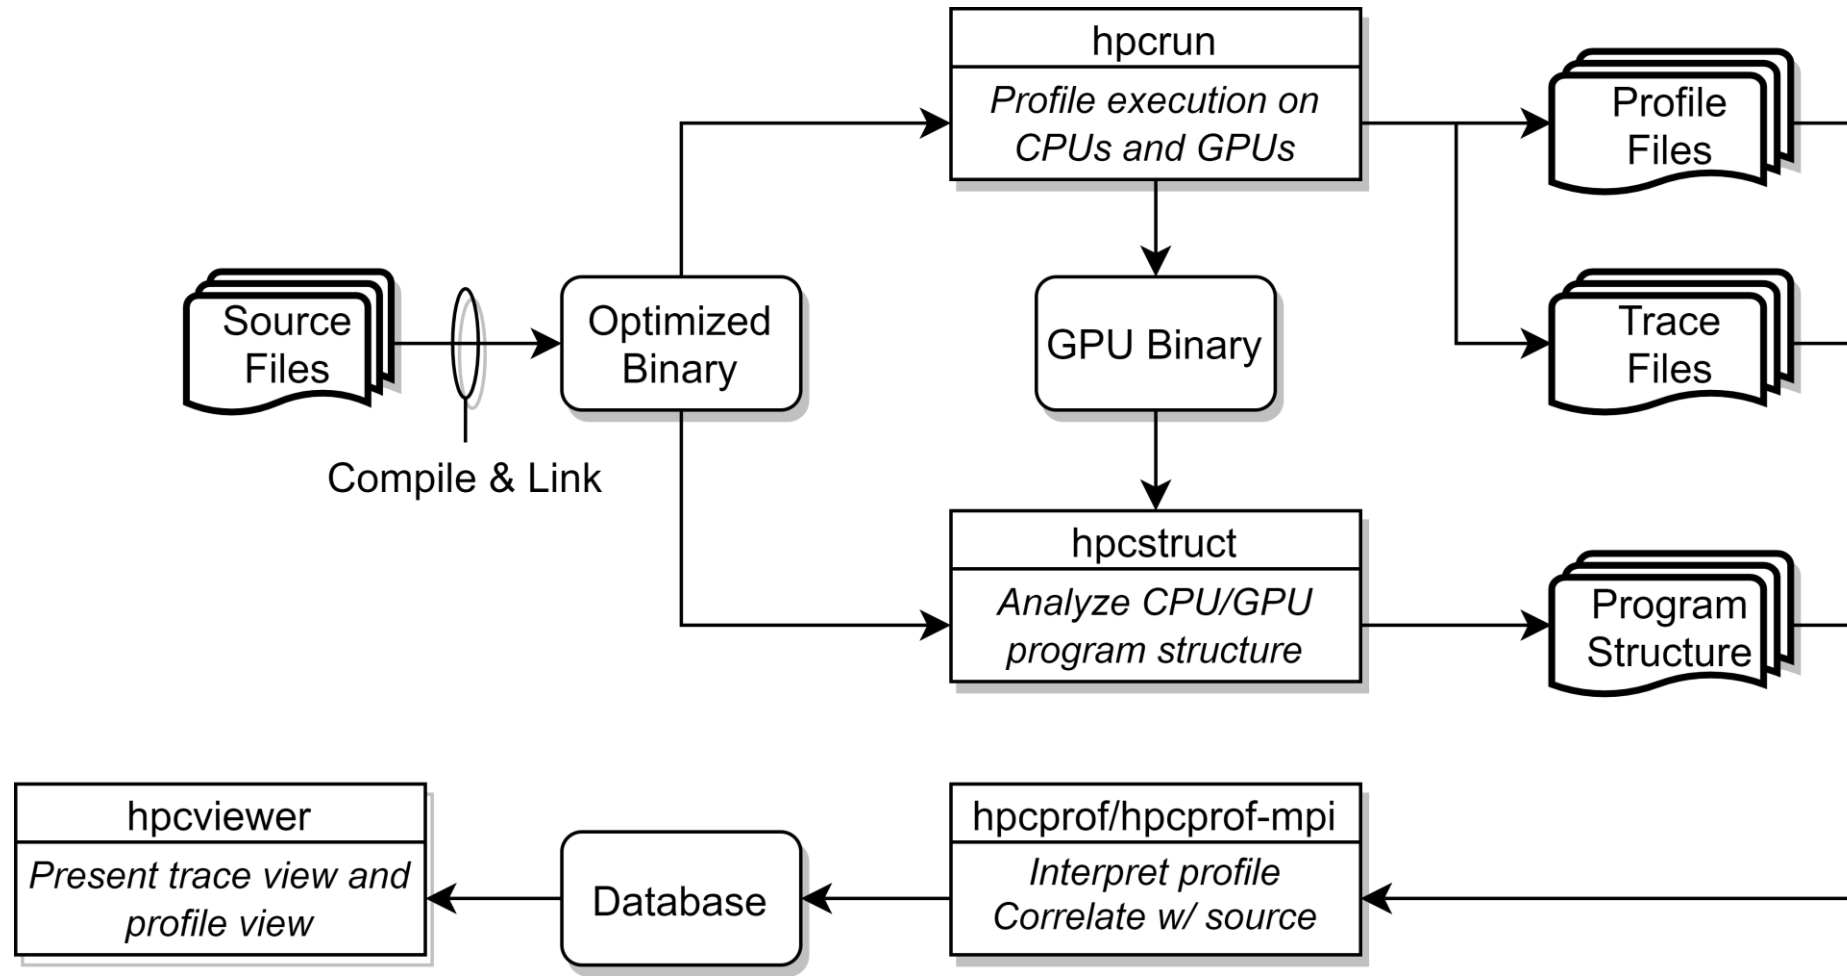 hpcrun
Profile execution on
CPUs and GPUs
Profile
Files
Source
Files
Compile & Link
Optimized
Binary
GPU Binary
Trace
Files
hpcstruct
Analyze CPU/GPU
program structure
Program
Structure
hpcviewer
Present trace view and
profile view
Database
hpcprof/hpcprof-mpi
Interpret profile
Correlate w/ source